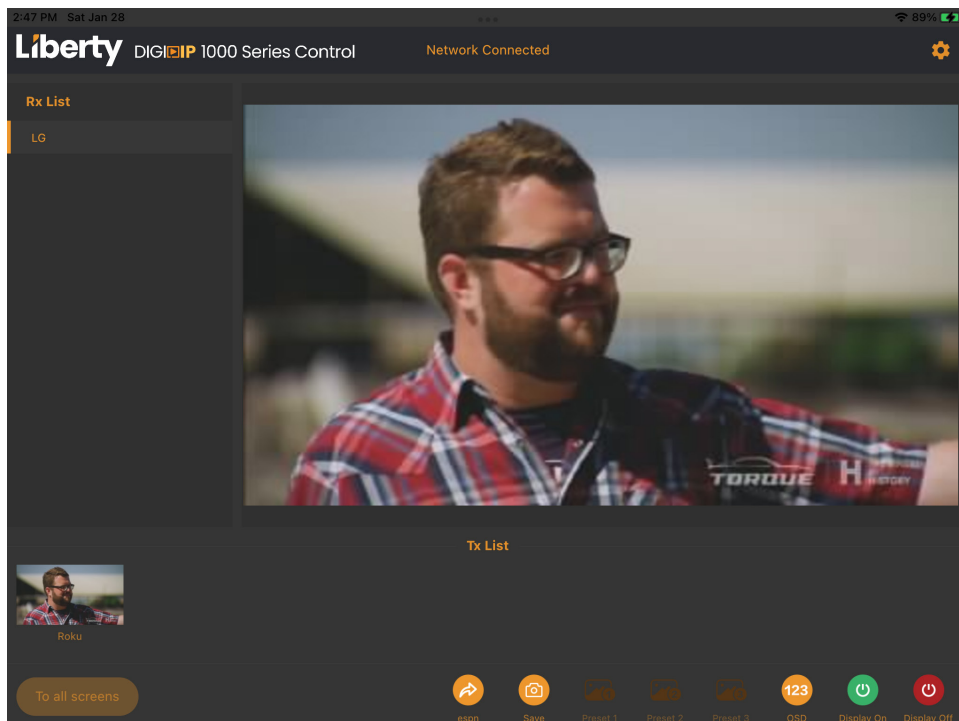 2:47 PM Sat Jan 28
89%
Liberty DIGIIP 1000 Series Control
Network Connected
Rx List
LG
TORQUE
H HISTORY
Tx List
Roku
To all screens
123
espn
Save
Preset 1
Preset 2
Preset 3
OSD
Display On
Display Off